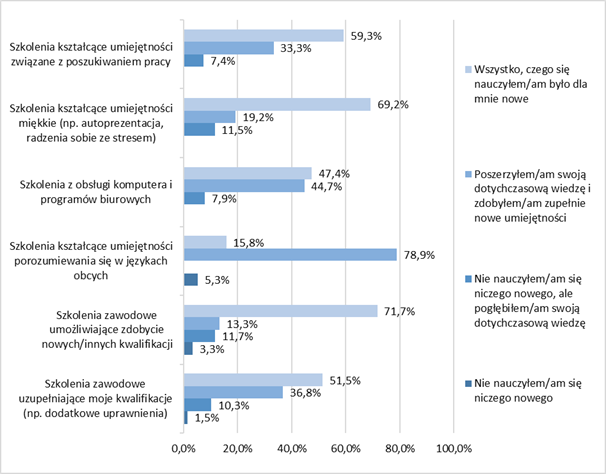 Szkolenia kształcące umiejętności
związane z poszukiwaniem pracy
59,3%
33,3%
7,4%
Szkolenia kształcące umiejętności
miękkie (np. autoprezentacja,
radzenia sobie ze stresem)
69,2%
19,2%
11,5%
Szkolenia z obsługi komputera i
programów biurowych
47,4%
44,7%
7,9%
Szkolenia kształcące umiejętności
porozumiewania się w językach
obcych
15,8%
78,9%
5,3%
Szkolenia zawodowe
umożliwiające zdobycie
nowych/innych kwalifikacji
71,7%
13,3%
11,7%
3,3%
Szkolenia zawodowe
uzupełniające moje kwalifikacje
(np. dodatkowe uprawnienia)
51,5%
36,8%
10,3%
1,5%
0,0% 20,0% 40,0% 60,0% 80,0% 100,0%
Wszystko, czego się
nauczyłem/am było dla
mnie nowe
Poszerzyłem/am swoją
dotychczasową wiedzę i
zdobyłem/am zupełnie
nowe umiejętności
Nie nauczyłem/am się
niczego nowego, ale
pogłębiłem/am swoją
dotychczasową wiedzę
Nie nauczyłem/am się
niczego nowego